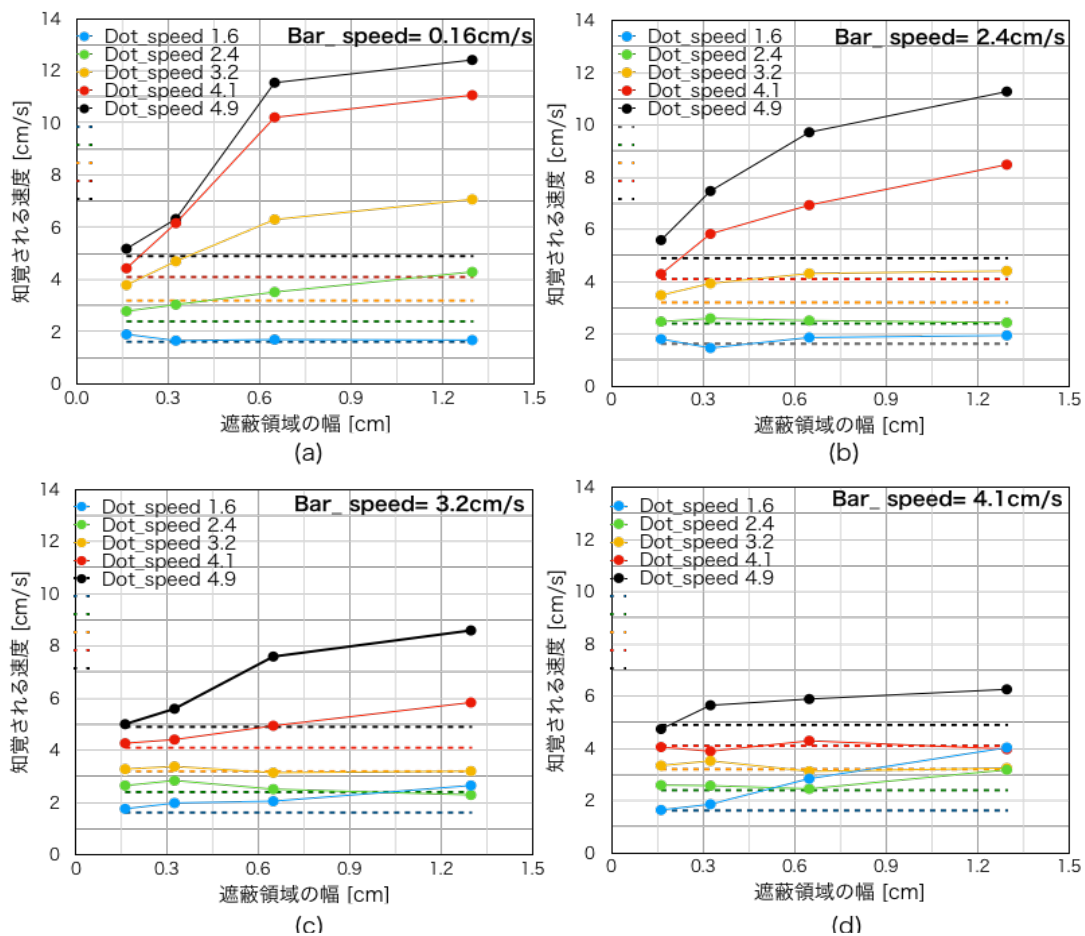 Bar_ speed= 0.16cm/s
Dot_speed 1.6
Dot_speed 2.4
Dot_speed 3.2
Dot_speed 4.1
Dot_speed 4.9
知覚される速度 [cm/s]
14
12
10
8
6
4
2
0
0.0 0.3 0.6 0.9 1.2 1.5
遮蔽領域の幅 [cm]
(a)
Bar_ speed= 2.4cm/s
Dot_speed 1.6
Dot_speed 2.4
Dot_speed 3.2
Dot_speed 4.1
Dot_speed 4.9
知覚される速度 [cm/s]
14
12
10
8
6
4
2
0
0.0 0.3 0.6 0.9 1.2 1.5
遮蔽領域の幅 [cm]
(b)
Bar_ speed= 3.2cm/s
Dot_speed 1.6
Dot_speed 2.4
Dot_speed 3.2
Dot_speed 4.1
Dot_speed 4.9
知覚される速度 [cm/s]
14
12
10
8
6
4
2
0
0.0 0.3 0.6 0.9 1.2 1.5
遮蔽領域の幅 [cm]
(c)
Bar_ speed= 4.1cm/s
Dot_speed 1.6
Dot_speed 2.4
Dot_speed 3.2
Dot_speed 4.1
Dot_speed 4.9
知覚される速度 [cm/s]
14
12
10
8
6
4
2
0
0.0 0.3 0.6 0.9 1.2 1.5
遮蔽領域の幅 [cm]
(d)